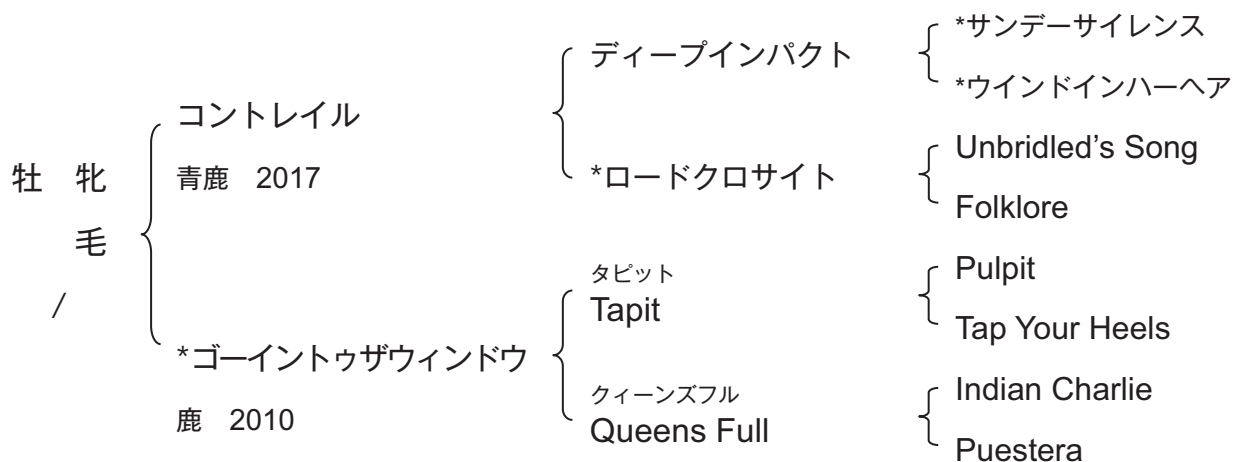 牡 牝
毛
/
コントレイル
青鹿 2017
*ゴーイントゥザウィンドウ
鹿 2010
ディープインパクト
*ロードクロサイト
タピット
Tapit
クィーンズフル
Queens Full
*サンデーサイレンス
*ウインドインハーヘア
Unbridled's Song
Folklore
Pulpit
Tap Your Heels
Indian Charlie
Puestera